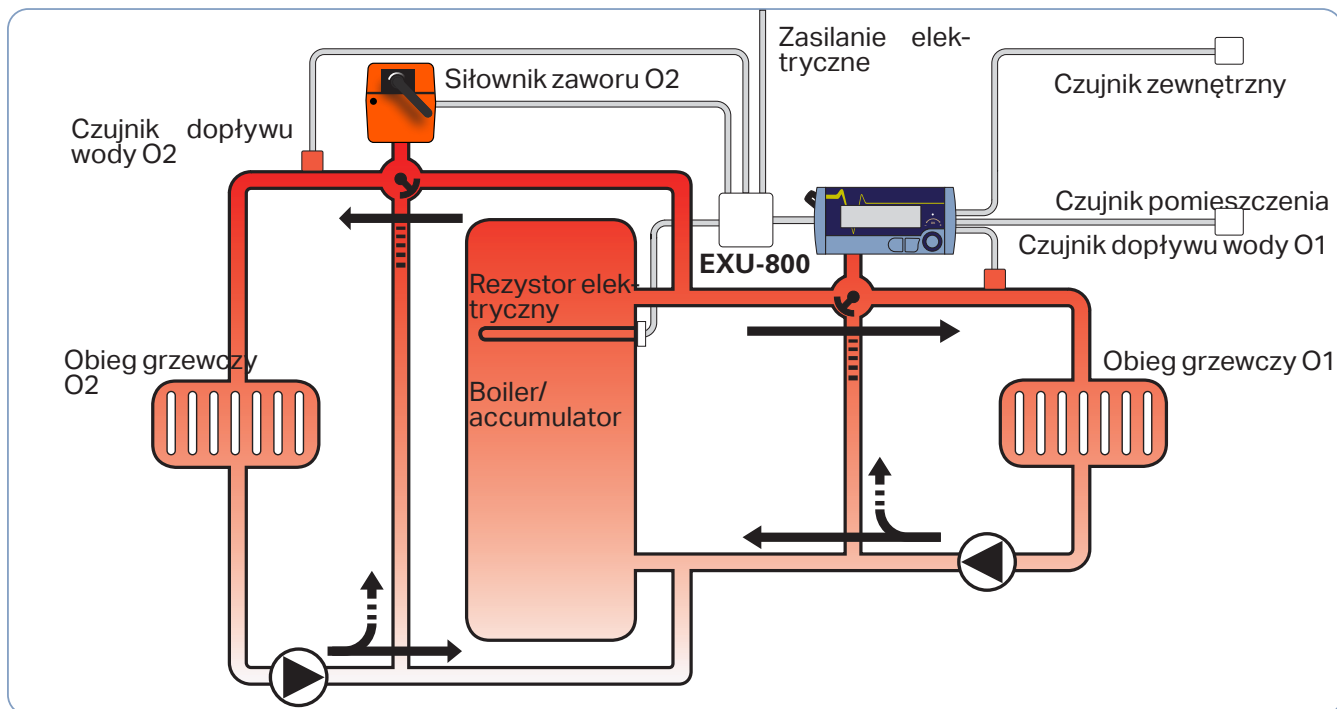 Zasilanie elek-
tryczne
Siłownik zaworu O2
Czujnik zewnętrzny
Czujnik dopływu
wody O2
Czujnik pomieszczenia
Czujnik dopływu wody O1
EXU-800
Rezystor elek-
tryczny
Obieg grzewczy
O2
Obieg grzewczy O1
Boiler/
accumulator